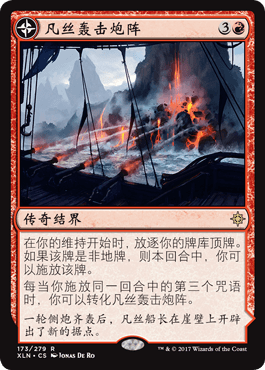 凡丝轰击炮阵 3
传奇结界
在你的维持开始时，放逐你的牌库顶牌。
如果该牌是非地牌，则本回合中，你可
以施放该牌。
每当你施放同一回合中的第三个咒语
时，你可以转化凡丝轰击炮阵。
一轮侧炮齐轰后，凡丝船长在崖壁上开辟
出了新的据点。
173/279 R
XLN • CS JONAS DE RO
™ & © 2017 Wizards of the Coast